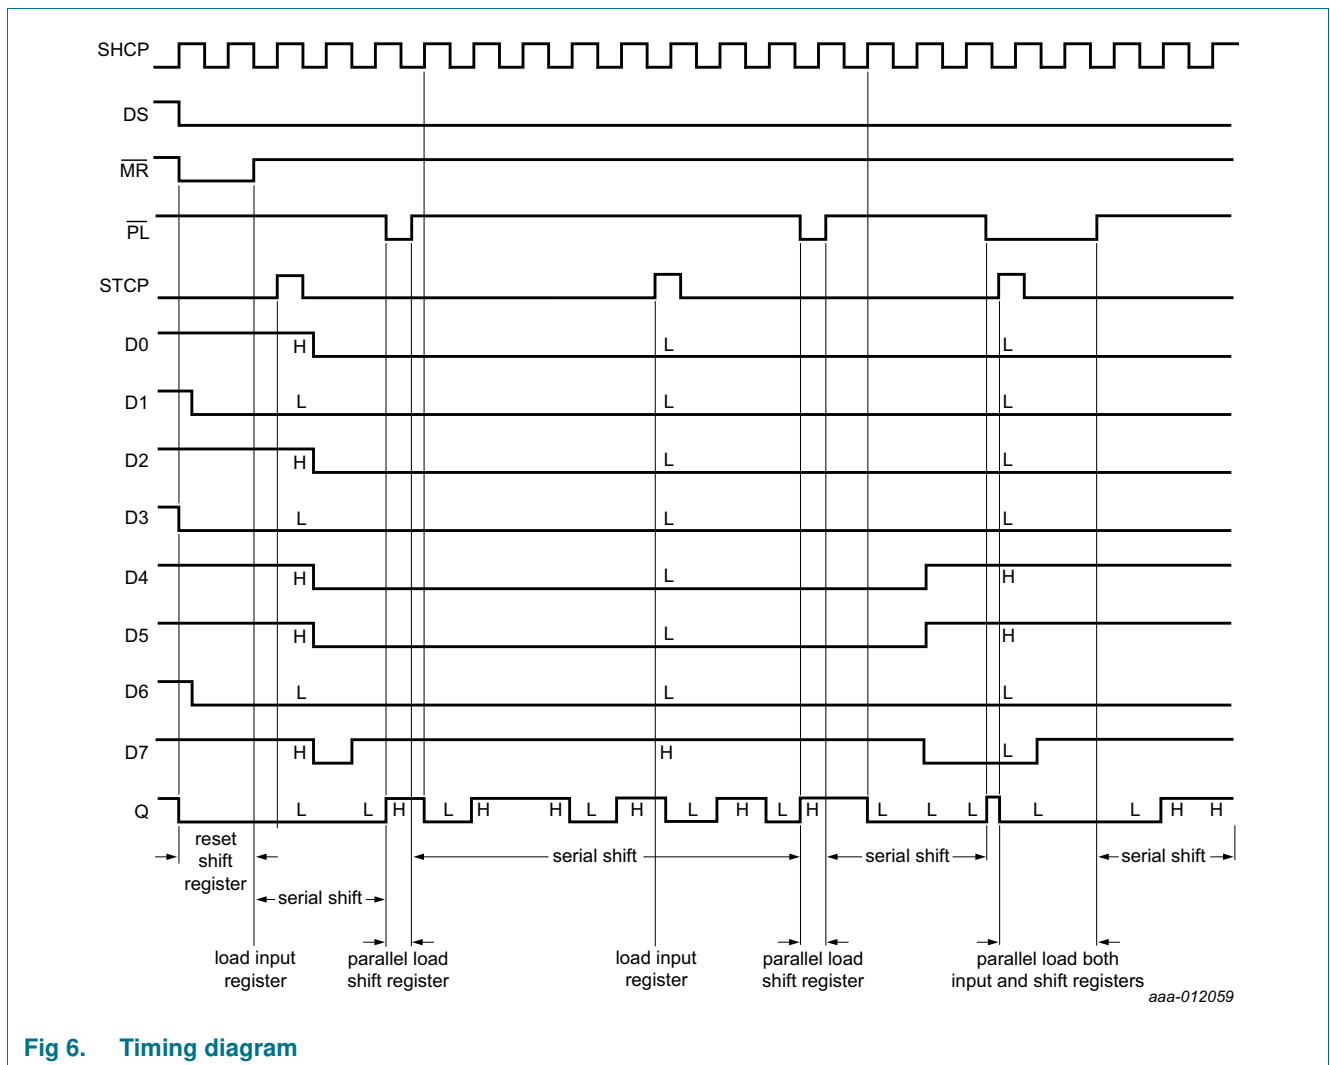 SHCP
DS
MR
PL
STCP
D0 H L L
D1 L L L
D2 H L L
D3 L L L
D4 H L H
D5 H L H
D6 L L L
D7 H H L
Q L L H L H H L H L H L H L L L L L H H
reset
shift
register
serial shift
serial shift
serial shift
serial shift
load input
register
parallel load
shift register
load input
register
parallel load
shift register
parallel load both
input and shift registers
aaa-012059
Fig 6. Timing diagram